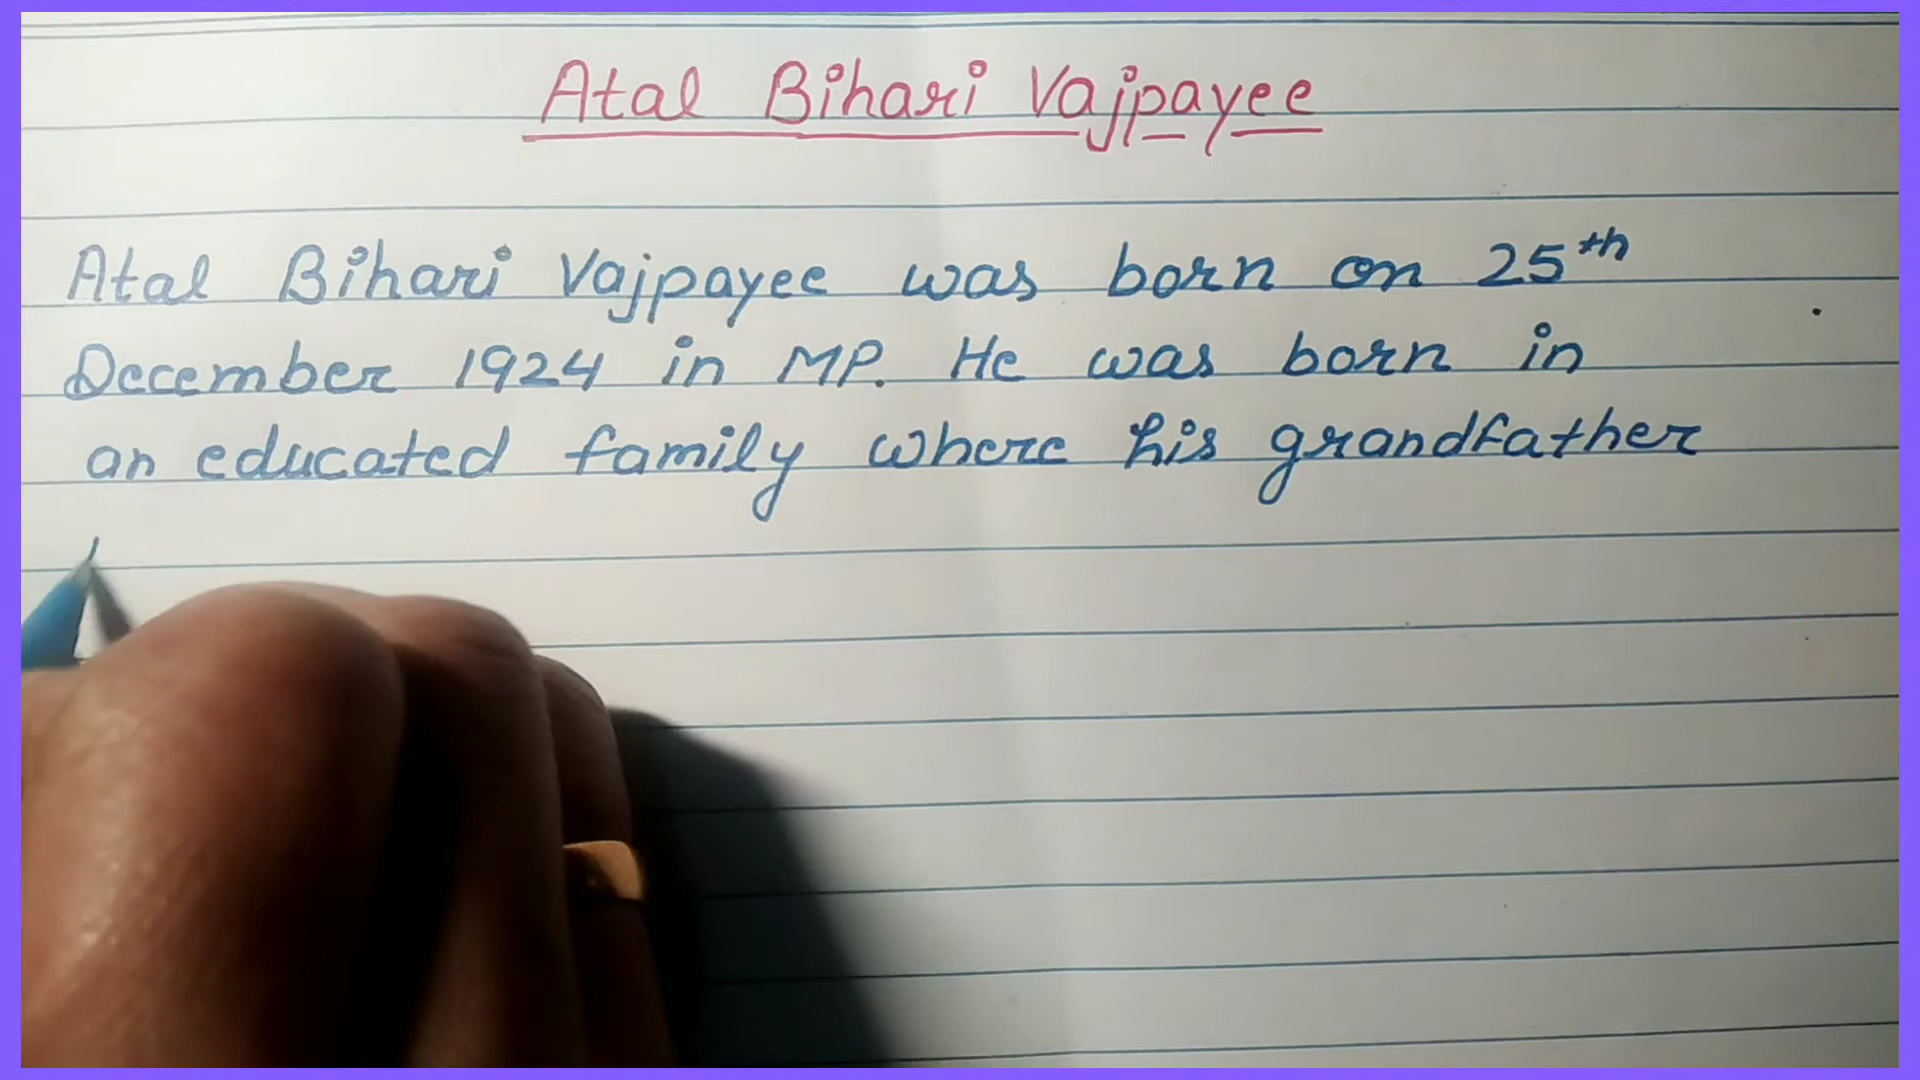 Atal Bihari Vajpayee
Atal Bihari Vajpayee was born on 25th
December 1924 in MP. He was born in
an educated family where his grandfather